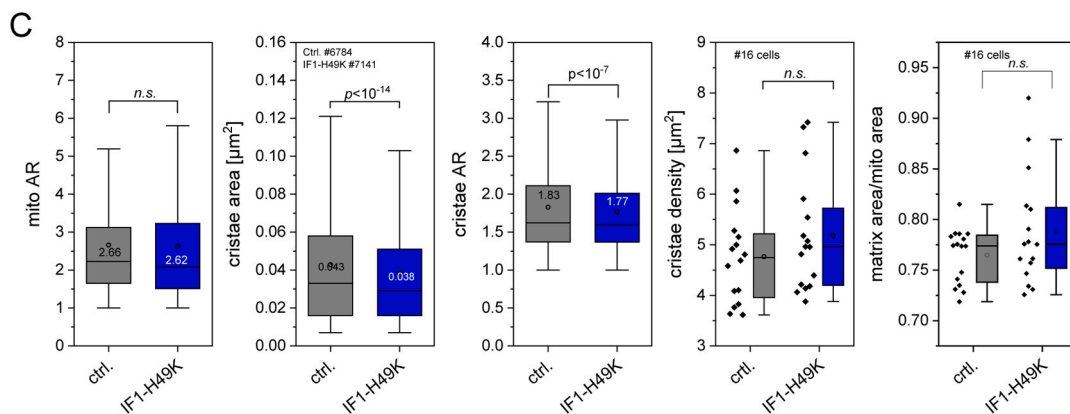 C
mito AR
8
7
6
5
4
3
2
1
0
n.s.
2.66
2.62
ctrl.
IF1-H49K
cristae area [µm²]
0.16
0.14
0.12
0.10
0.08
0.06
0.04
0.02
0.00
Ctrl. #6784
IF1-H49K #7141
p<10⁻¹⁴
0.043
0.038
ctrl.
IF1-H49K
cristae AR
4.0
3.5
3.0
2.5
2.0
1.5
1.0
0.5
0.0
p<10⁻⁷
1.83
1.77
ctrl.
IF1-H49K
cristae density [µm²]
9
8
7
6
5
4
3
#16 cells
n.s.
crtl.
IF1-H49K
matrix area/mito area
0.95
0.90
0.85
0.80
0.75
0.70
#16 cells
n.s.
ctrl.
IF1-H49K